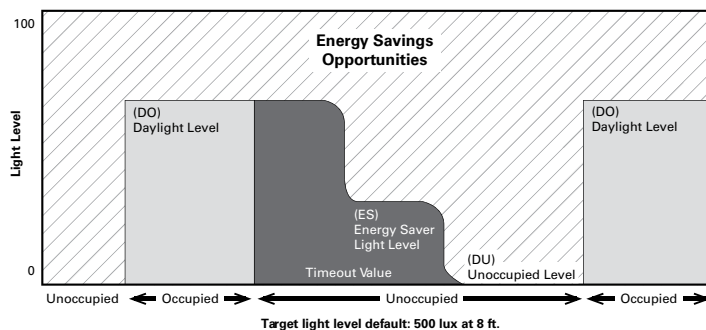 100
Energy Savings
Opportunities
(DO)
Daylight Level
(DO)
Daylight Level
Light Level
(ES)
Energy Saver
Light Level
(DU)
Unoccupied Level
Timeout Value
0
Unoccupied Occupied Unoccupied Occupied
Target light level default: 500 lux at 8 ft.